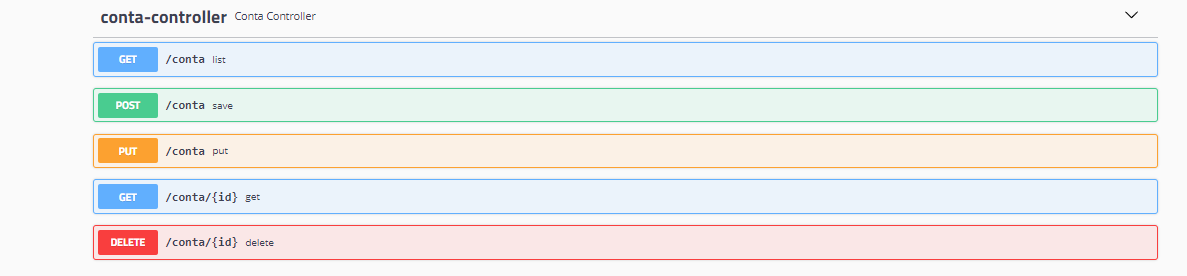 conta-controller Conta Controller
GET /conta list
POST /conta save
PUT /conta put
GET /conta/{id} get
DELETE /conta/{id} delete